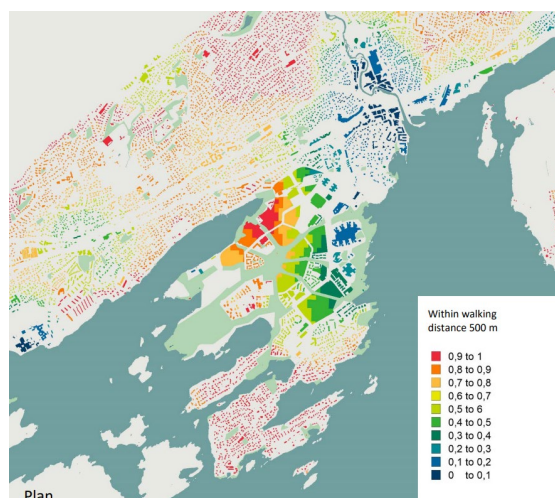 Within walking
distance 500 m
0,9 to 1
0,8 to 0,9
0,7 to 0,8
0,6 to 0,7
0,5 to 6
0,4 to 0,5
0,3 to 0,4
0,2 to 0,3
0,1 to 0,2
0 to 0,1
Plan